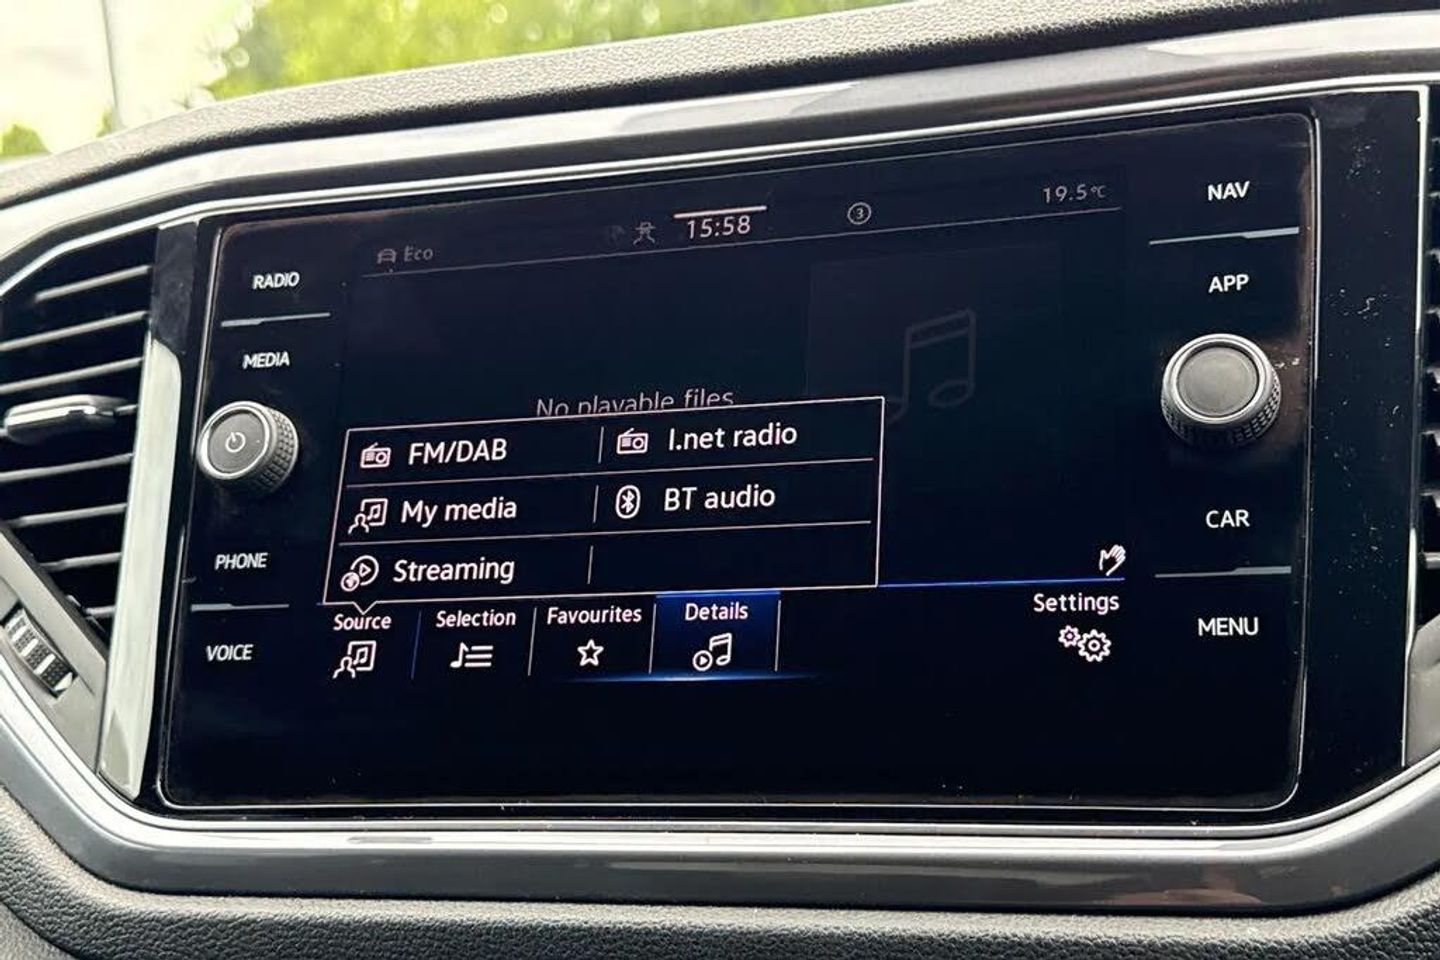 RADIO
MEDIA
PHONE
VOICE
Eco
15:58
3
19.5°C
No playable files
FM/DAB
I.net radio
My media
BT audio
Streaming
Source
Selection
Favourites
Details
Settings
NAV
APP
CAR
MENU